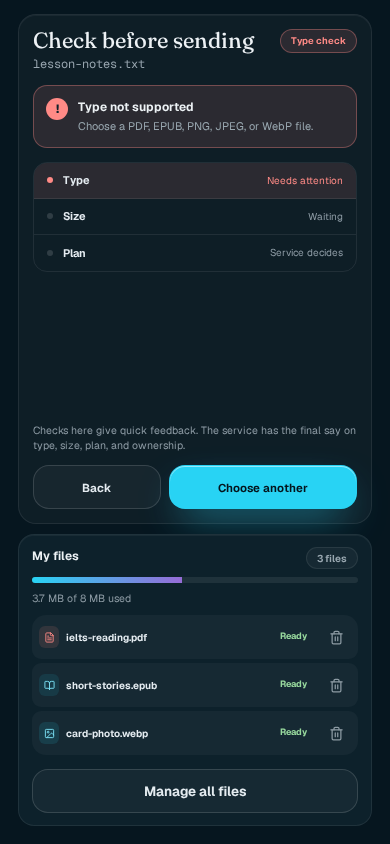 Check before sending
Type check
lesson-notes.txt
!
Type not supported
Choose a PDF, EPUB, PNG, JPEG, or WebP file.
Type
Needs attention
Size
Waiting
Plan
Service decides
Checks here give quick feedback. The service has the final say on
type, size, plan, and ownership.
Back
Choose another
My files
3 files
3.7 MB of 8 MB used
ielts-reading.pdf
Ready
short-stories.epub
Ready
card-photo.webp
Ready
Manage all files